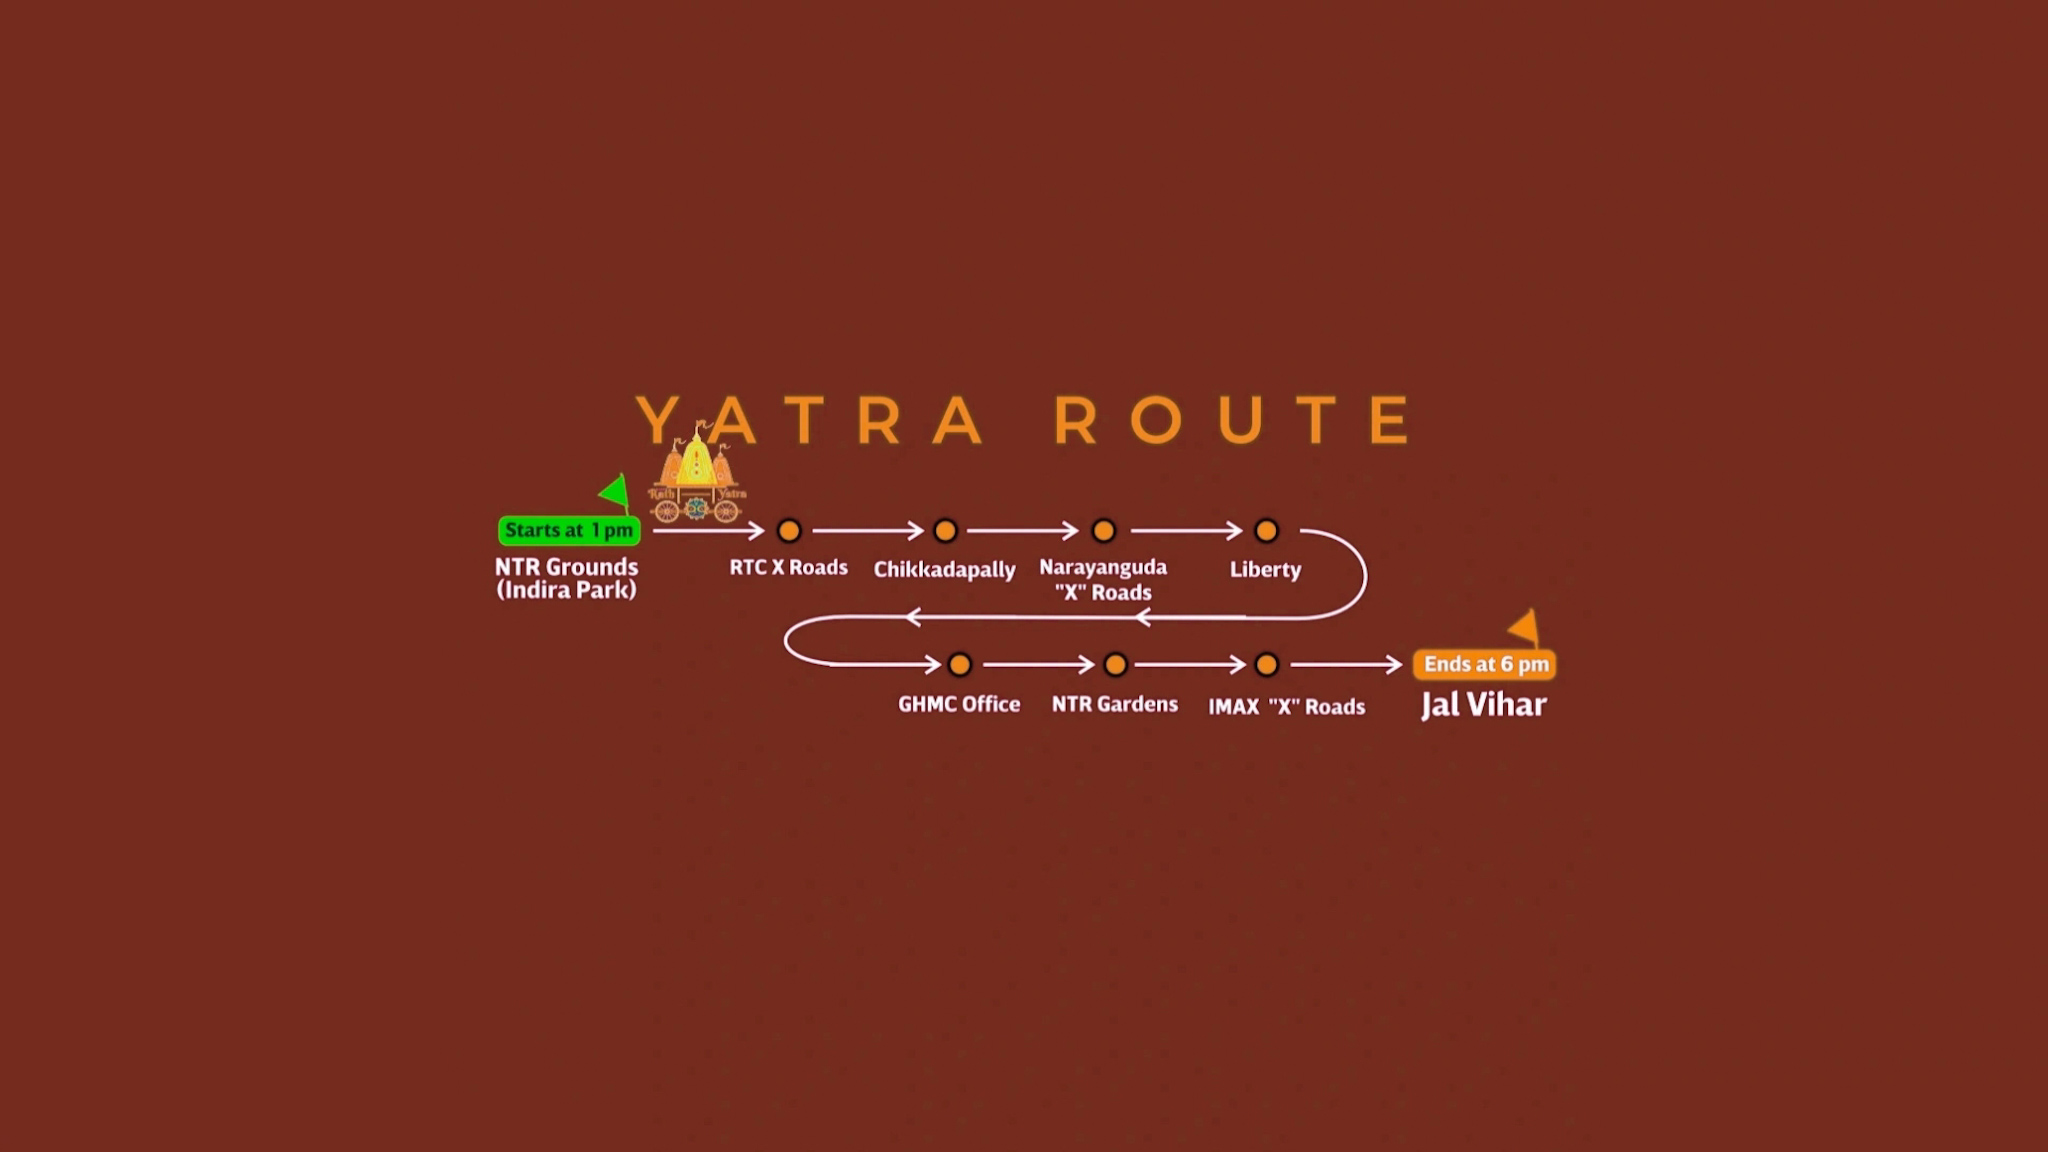 YATRA ROUTE
Rath Yatra
Starts at 1 pm
NTR Grounds
(Indira Park)
RTC X Roads
Chikkadapally
Narayanguda
"X" Roads
Liberty
GHMC Office
NTR Gardens
IMAX "X" Roads
Ends at 6 pm
Jal Vihar